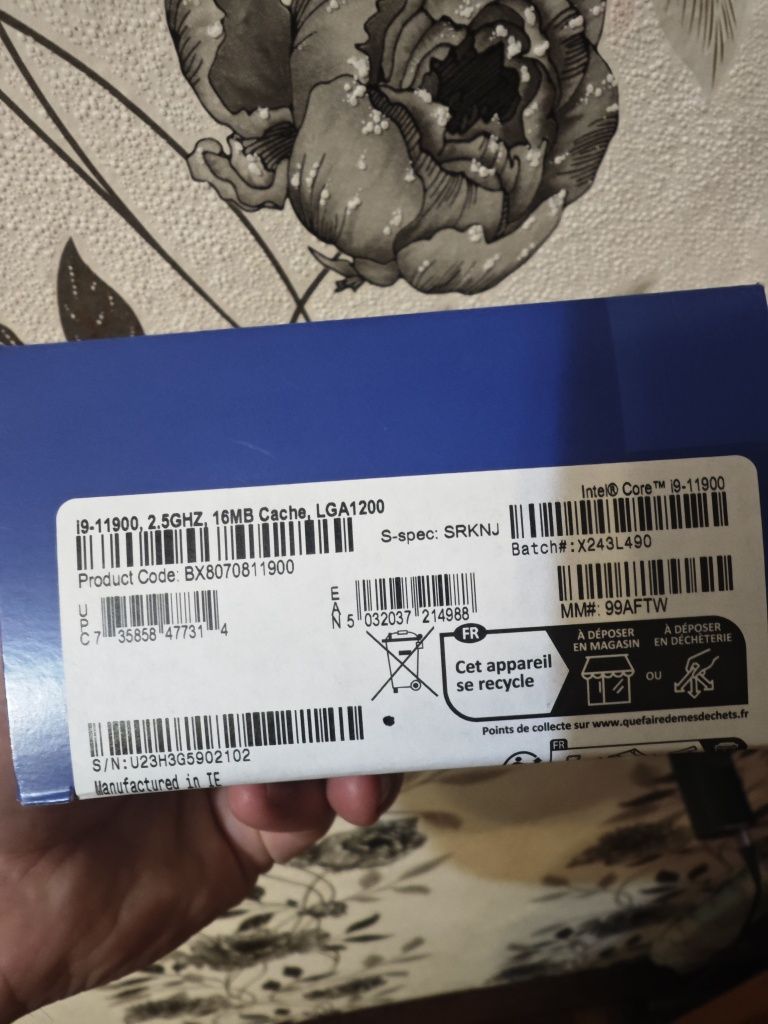 i9-11900, 2.5GHZ, 16MB Cache, LGA1200
Intel® Core™ i9-11900
S-spec: SRKNJ
Batch#:X243L490
Product Code: BX8070811900
UPC
7 35858 47731 4
EAN
5 032037 214988
MM#: 99AFTW
FR
Cet appareil
se recycle
À DÉPOSER
EN MAGASIN
OU
À DÉPOSER
EN DÉCHÈTERIE
Points de collecte sur www.quefairedemesdechets.fr
FR
S/N:U23H3G5902102
Manufactured in IE